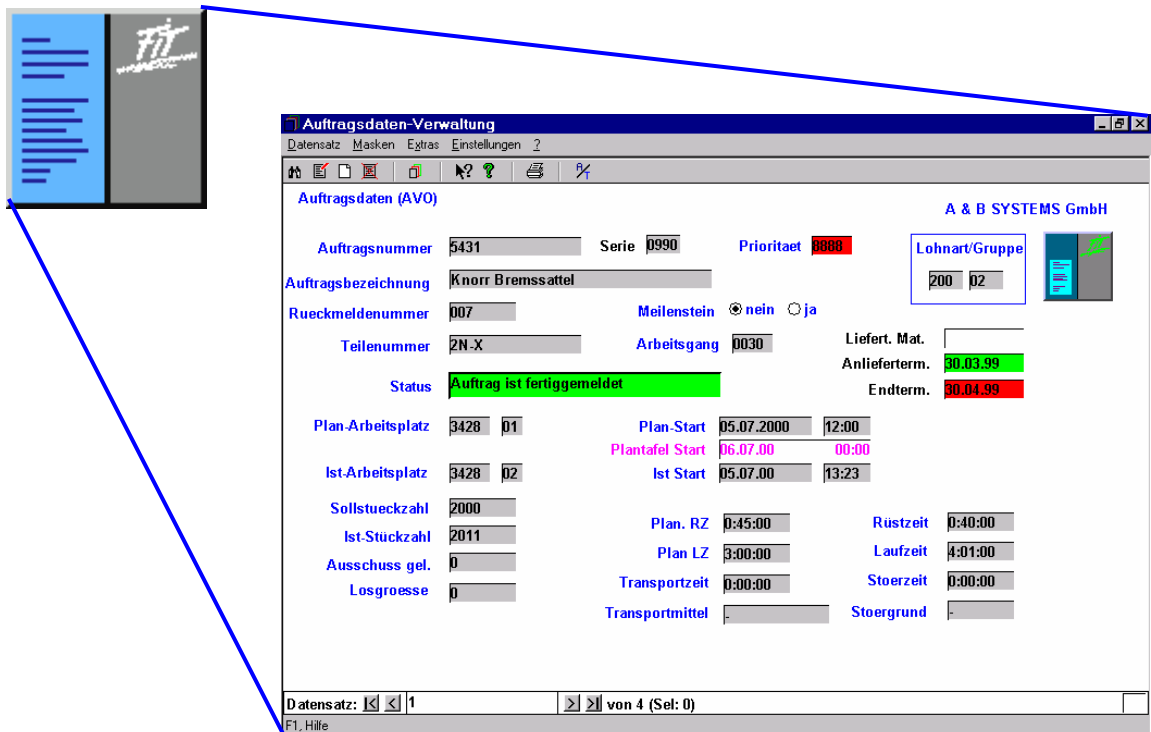 FiT
Auftragsdaten-Verwaltung
Datensatz Masken Extras Einstellungen ?
A/T
Auftragsdaten (AVO)
A & B SYSTEMS GmbH
Auftragsnummer 5431 Serie 0990 Prioritaet 8888 Lohnart/Gruppe
200 02
Auftragsbezeichnung Knorr Bremssattel
Rueckmeldenummer 007 Meilenstein nein ja
Teilenummer 2N-X Arbeitsgang 0030 Liefert. Mat.
Anlieferterm. 30.03.99
Status Auftrag ist fertiggemeldet Endterm. 30.04.99
Plan-Arbeitsplatz 3428 01 Plan-Start 05.07.2000 12:00
Plantafel Start 06.07.00 00:00
Ist-Arbeitsplatz 3428 02 Ist Start 05.07.00 13:23
Sollstueckzahl 2000
Plan. RZ 0:45:00 Rüstzeit 0:40:00
Ist-Stückzahl 2011
Plan LZ 3:00:00 Laufzeit 4:01:00
Ausschuss gel. 0
Transportzeit 0:00:00 Stoerzeit 0:00:00
Losgroesse 0
Transportmittel - Stoergrund -
Datensatz: 1 von 4 (Sel: 0)
F1, Hilfe